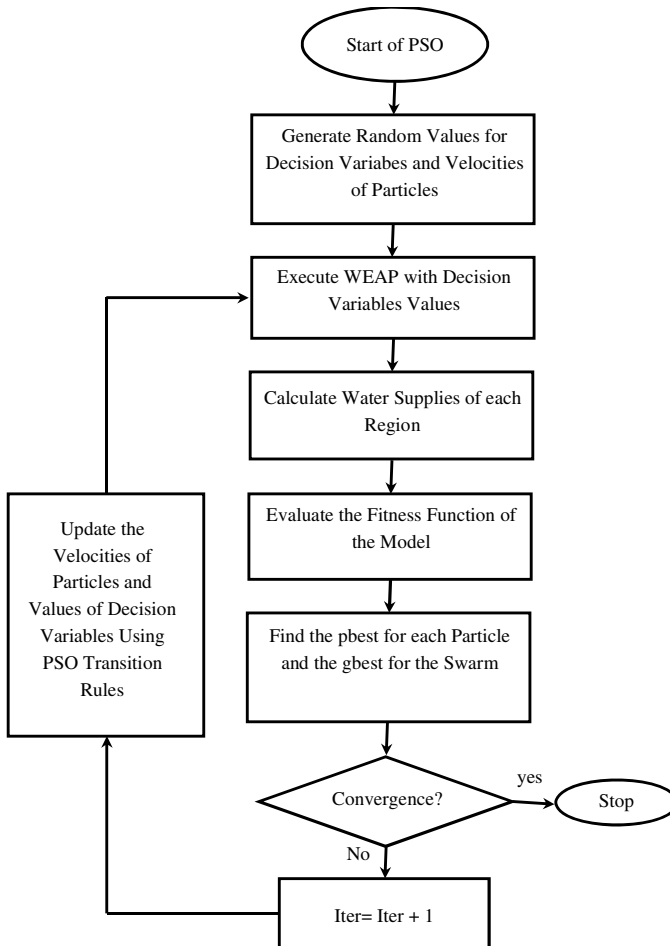 Start of PSO
Generate Random Values for
Decision Variabes and Velocities
of Particles
Execute WEAP with Decision
Variables Values
Calculate Water Supplies of each
Region
Evaluate the Fitness Function of
the Model
Update the
Velocities of
Particles and
Values of Decision
Variables Using
PSO Transition
Rules
Find the pbest for each Particle
and the gbest for the Swarm
Convergence?
yes
Stop
No
Iter= Iter + 1